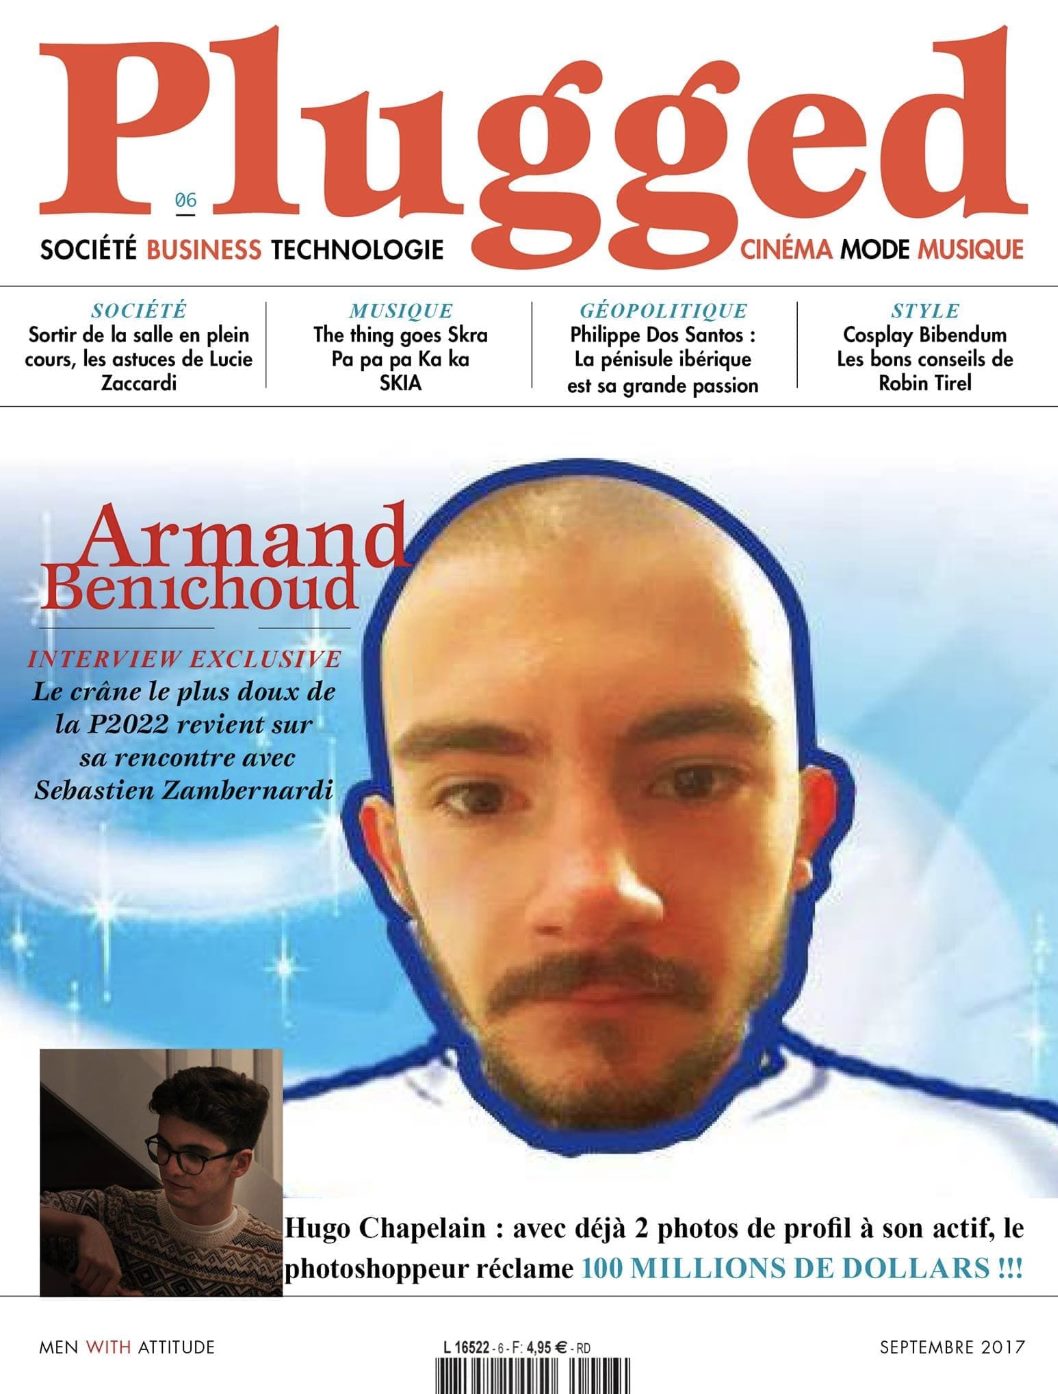 Plugged
06
SOCIÉTÉ BUSINESS TECHNOLOGIE
CINÉMA MODE MUSIQUE
SOCIÉTÉ
Sortir de la salle en plein
cours, les astuces de Lucie
Zaccardi
MUSIQUE
The thing goes Skra
Pa pa pa Ka ka
SKIA
GÉOPOLITIQUE
Philippe Dos Santos :
La pénisule ibérique
est sa grande passion
STYLE
Cosplay Bibendum
Les bons conseils de
Robin Tirel
Armand
Benichoud
INTERVIEW EXCLUSIVE
Le crâne le plus doux de
la P2022 revient sur
sa rencontre avec
Sebastien Zambernardi
Hugo Chapelain : avec déjà 2 photos de profil à son actif, le
photoshoppeur réclame 100 MILLIONS DE DOLLARS !!!
MEN WITH ATTITUDE
L 16522 - 6 - F: 4,95 € - RD
SEPTEMBRE 2017